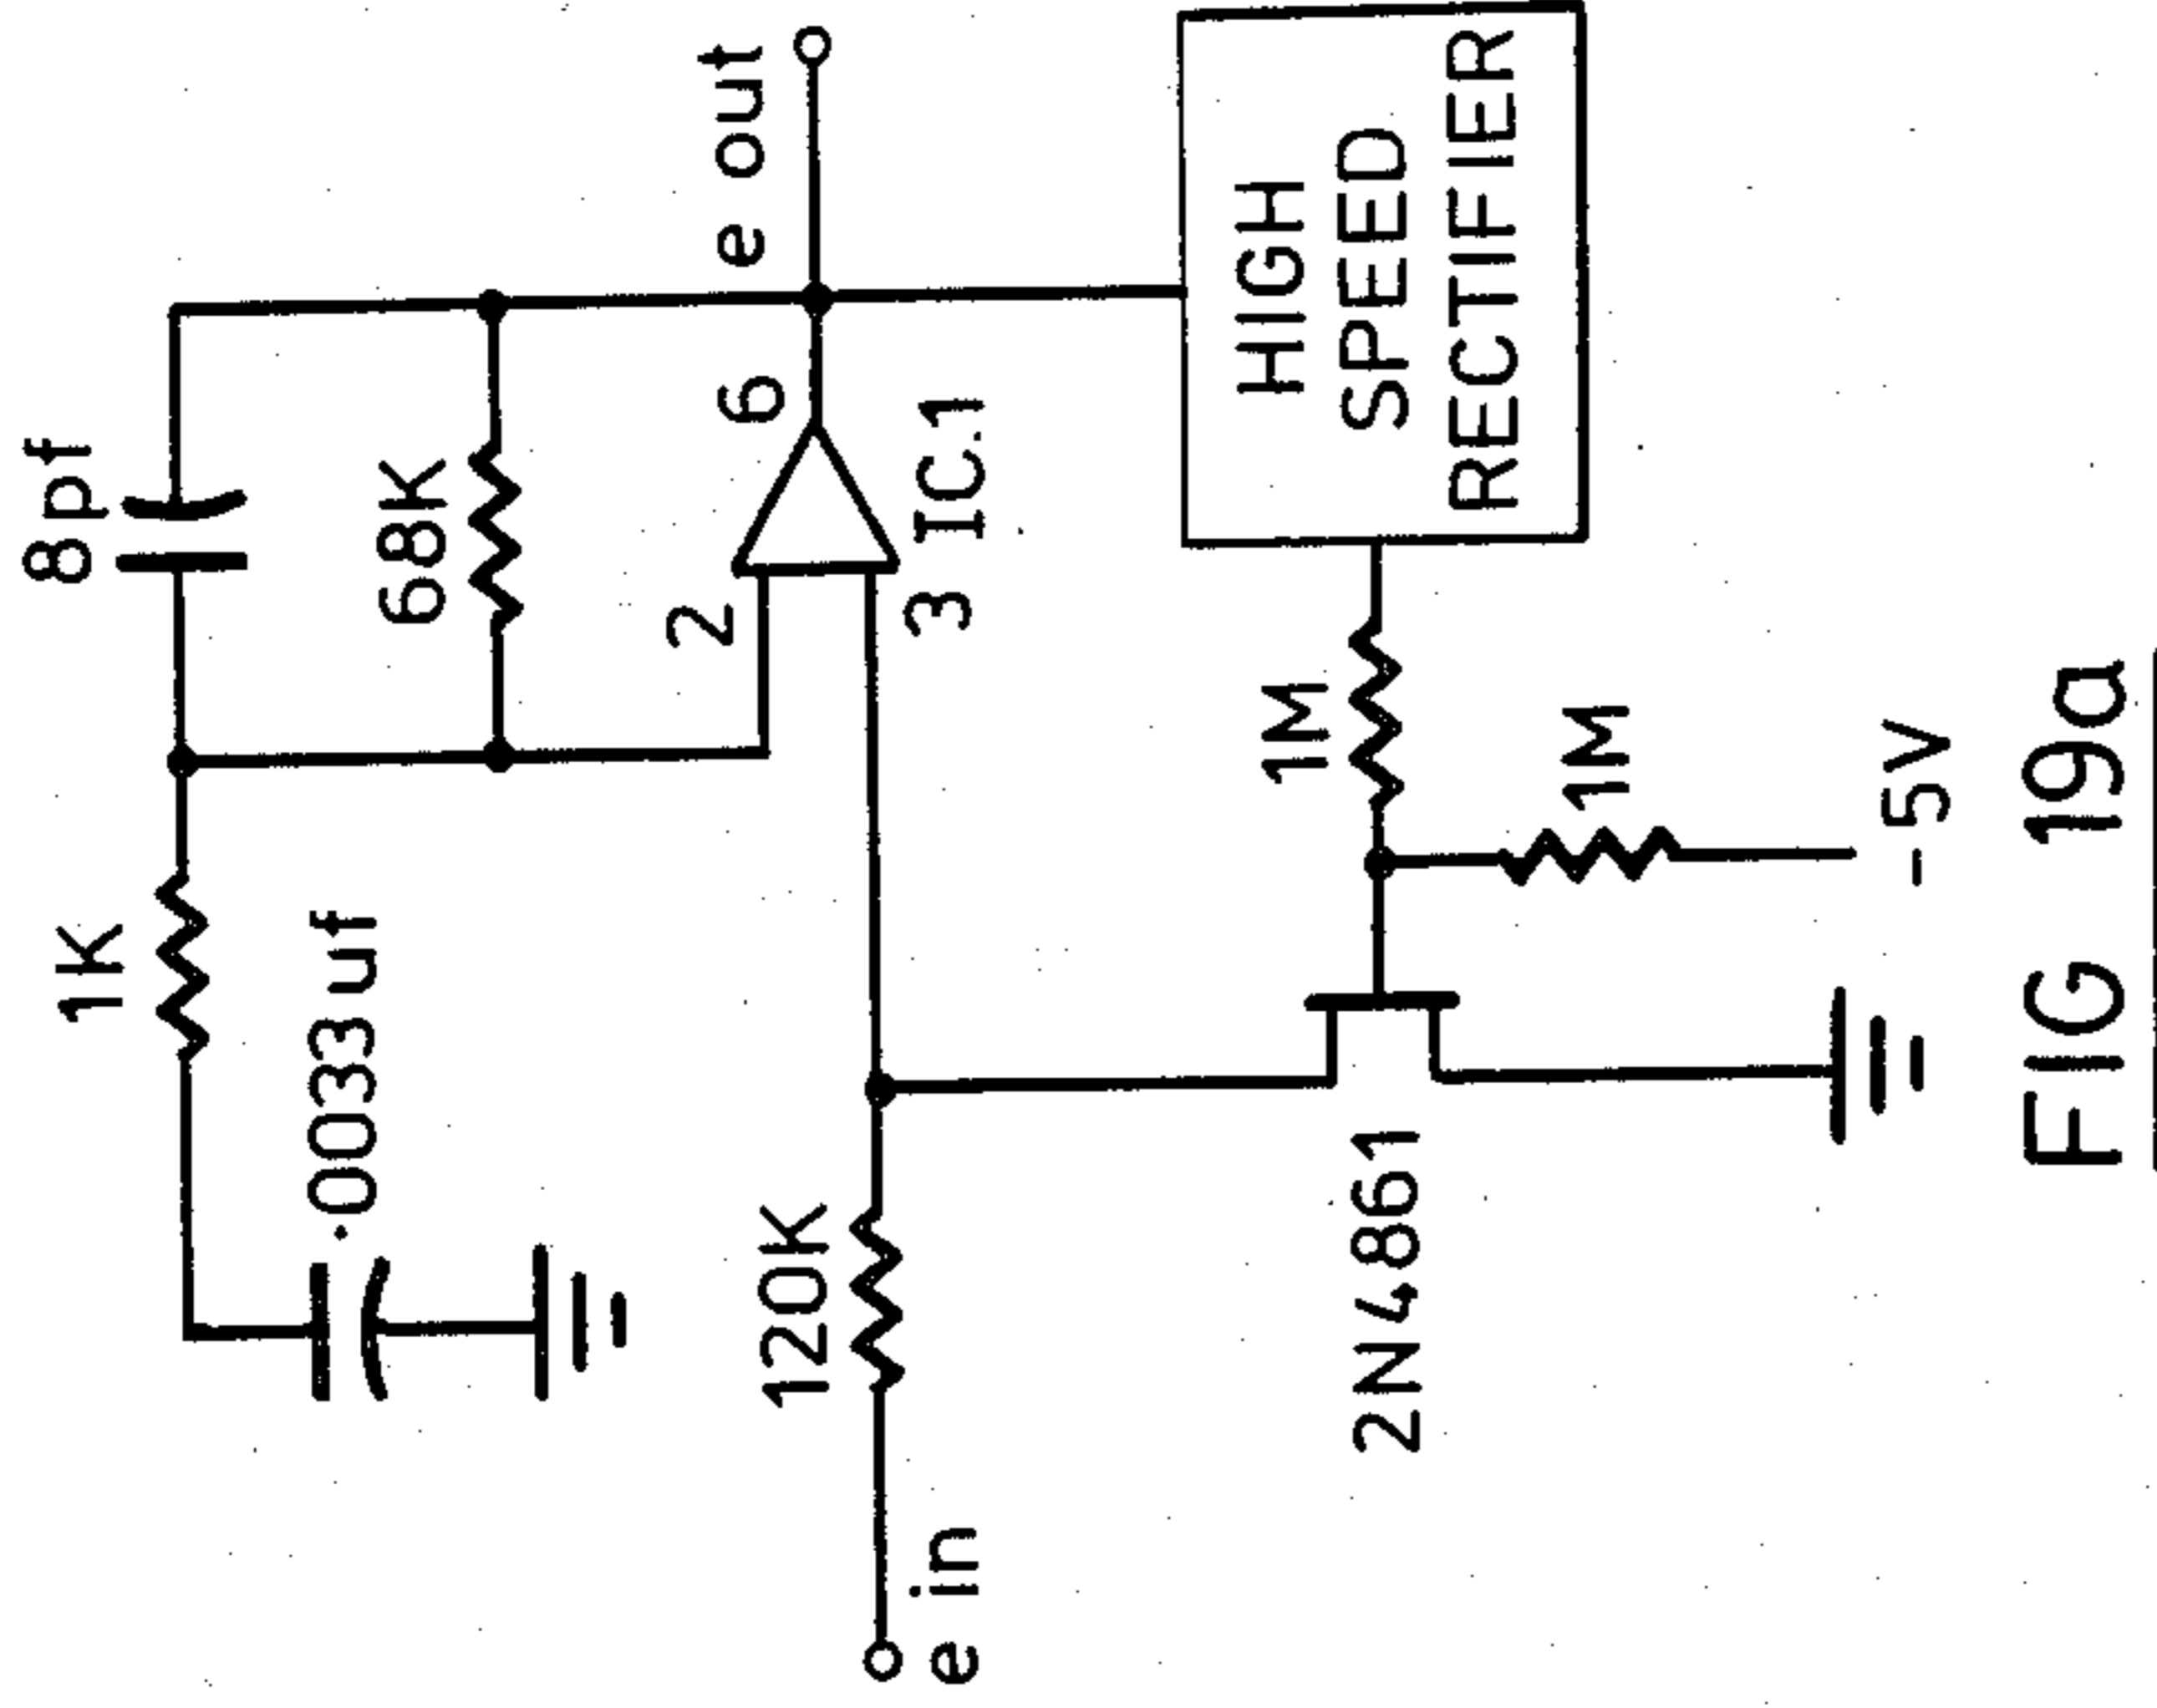 8pf
68K
1K
.0033uf
2
6
e out
3
IC.1
120K
e in
HIGH
SPEED
RECTIFIER
1M
1M
2N4861
-5V
FIG 19a